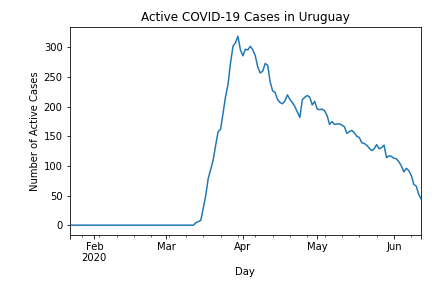 Active COVID-19 Cases in Uruguay
300
250
200
150
100
50
0
Number of Active Cases
Feb
2020
Mar
Apr
May
Jun
Day